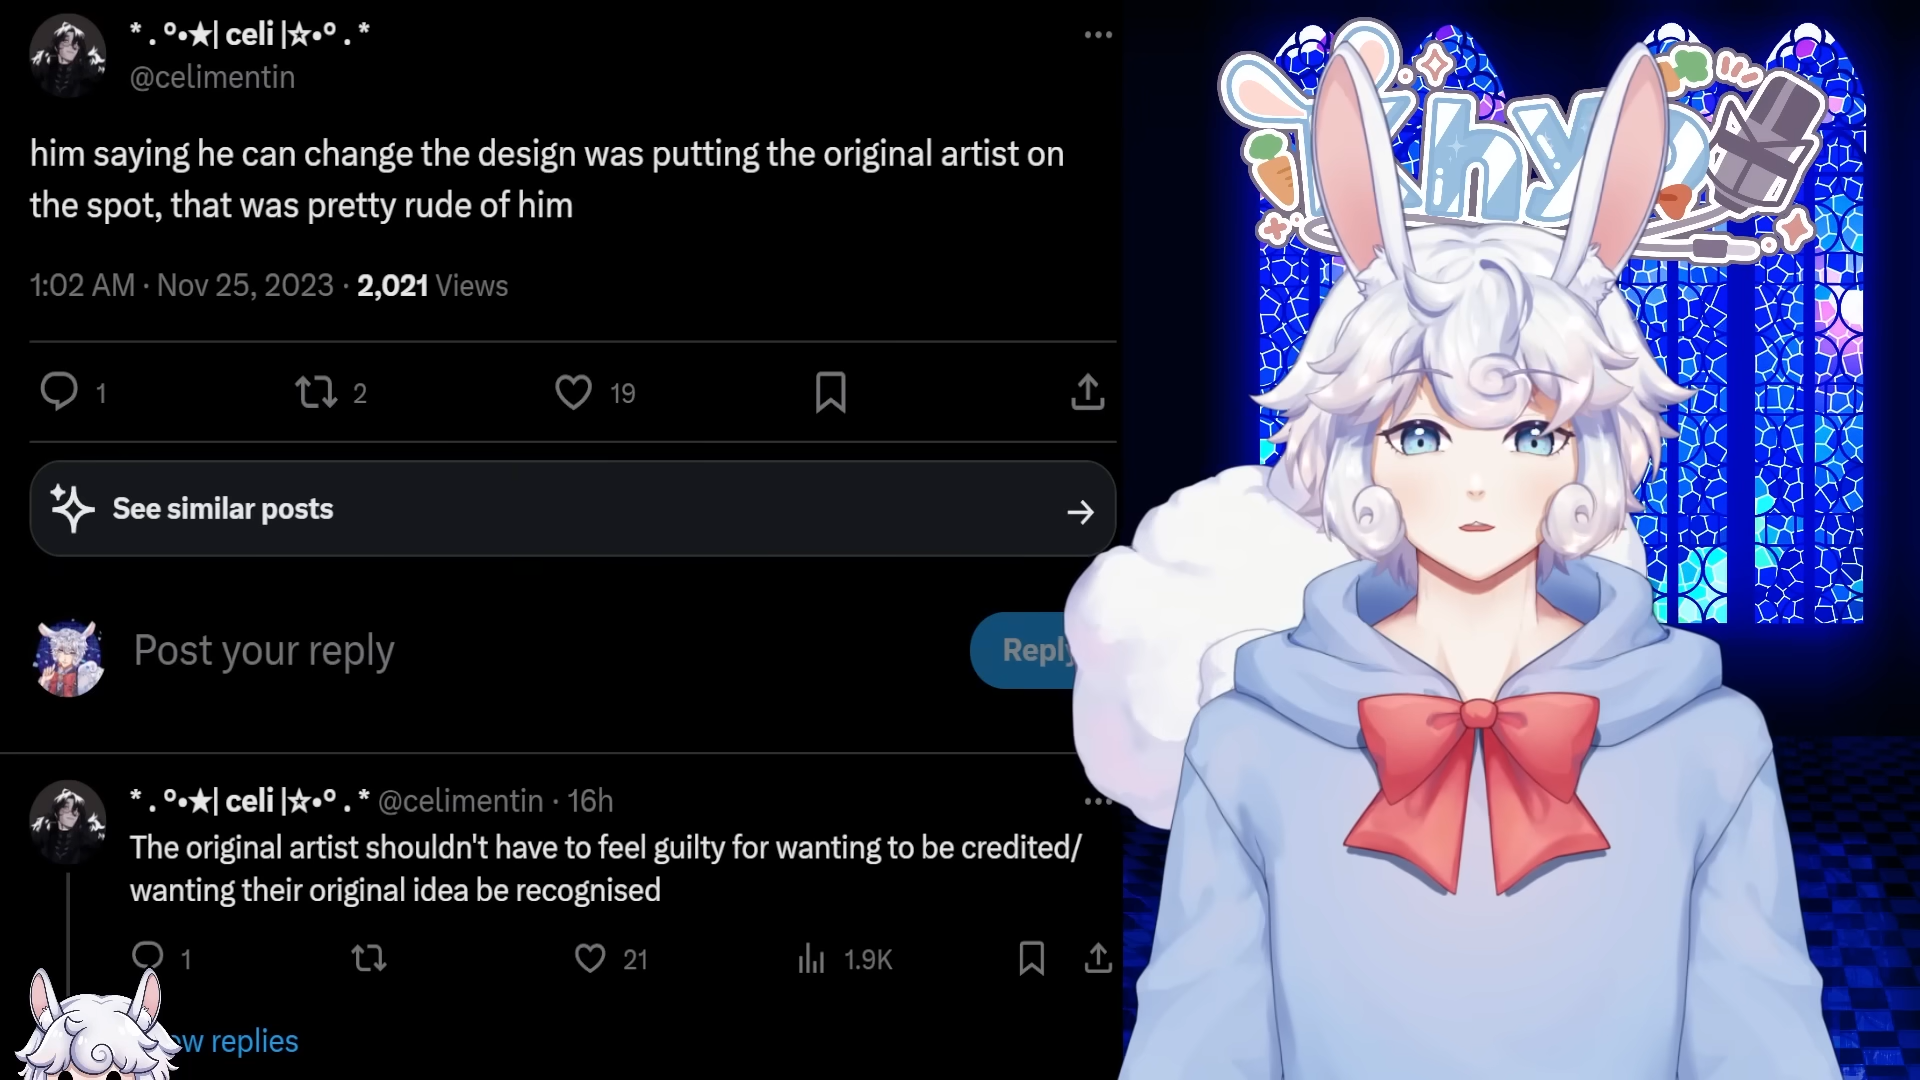 * . º•★| celi |☆•º . *
@celimentin
him saying he can change the design was putting the original artist on
the spot, that was pretty rude of him
1:02 AM · Nov 25, 2023 · 2,021 Views
1 2 19
See similar posts
Post your reply
Reply
* . º•★| celi |☆•º . * @celimentin · 16h
The original artist shouldn't have to feel guilty for wanting to be credited/
wanting their original idea be recognised
1 21 1.9K
ow replies